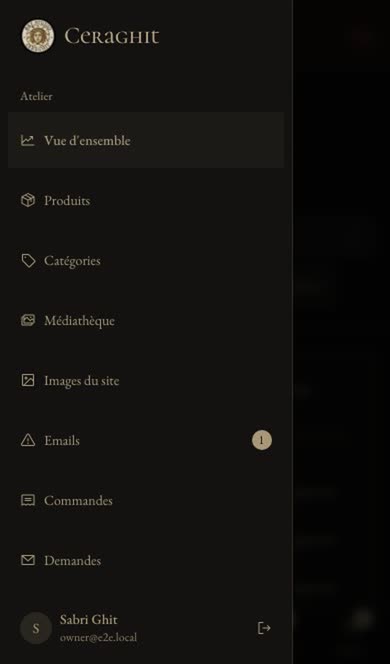 Ceraghit
Atelier
Vue d'ensemble
Produits
Catégories
Médiathèque
Images du site
Emails 1
Commandes
Demandes
S Sabri Ghit
owner@e2e.local